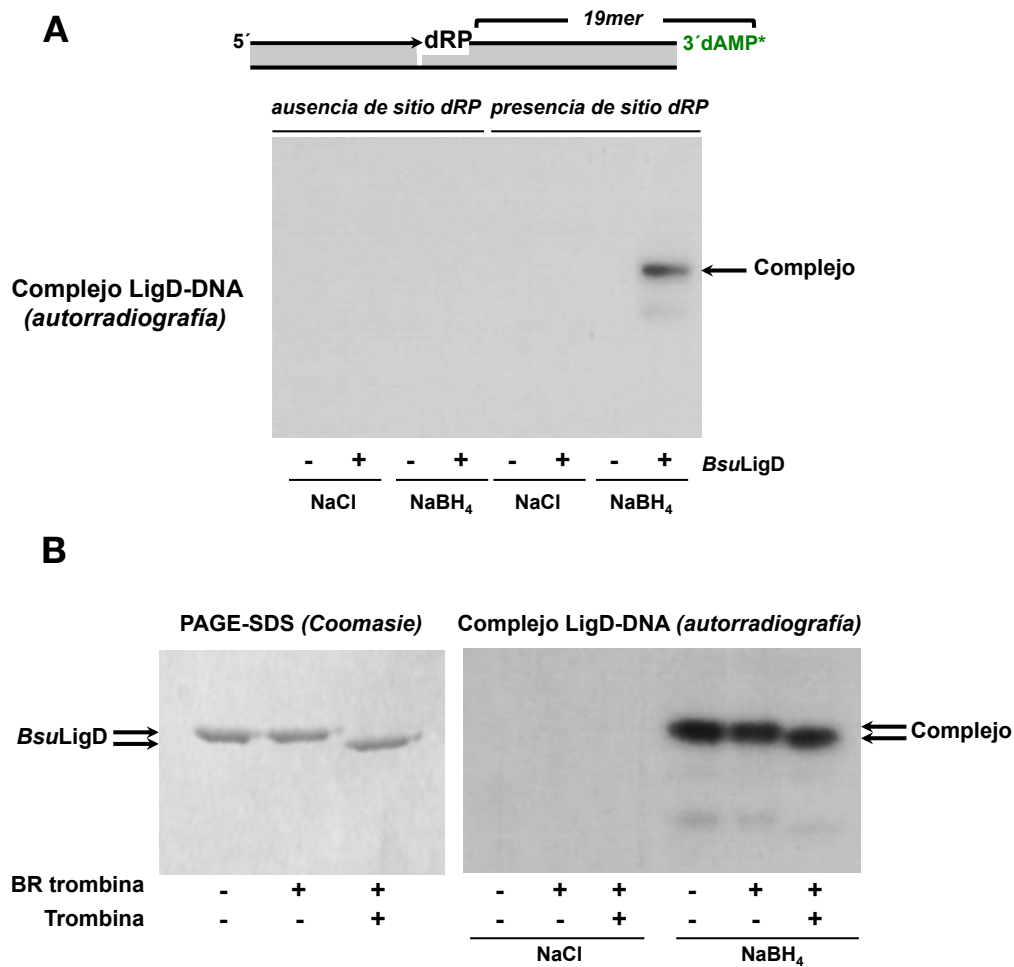 A
19mer
5´ dRP 3´dAMP*
ausencia de sitio dRP presencia de sitio dRP
Complejo
Complejo LigD-DNA
(autorradiografía)
- + - + - + - + BsuLigD
NaCl NaBH4 NaCl NaBH4
B
PAGE-SDS (Coomasie) Complejo LigD-DNA (autorradiografía)
BsuLigD Complejo
BR trombina - + + - + + - + +
Trombina - - + - - + - - +
NaCl NaBH4